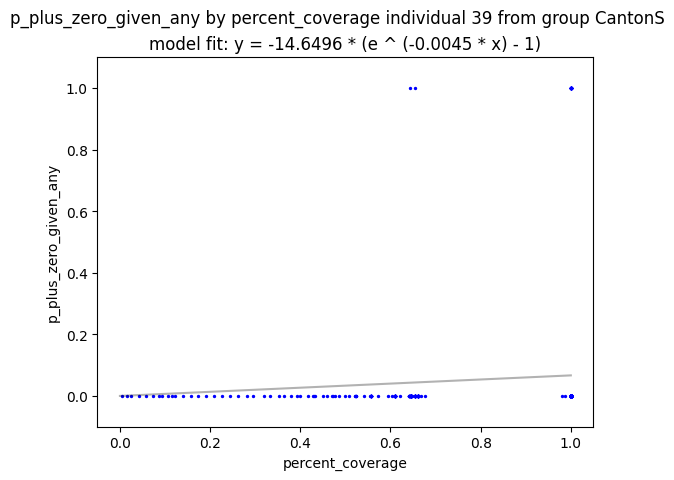 p_plus_zero_given_any by percent_coverage individual 39 from group CantonS
model fit: y = -14.6496 * (e ^ (-0.0045 * x) - 1)
1.0
0.8
0.6
0.4
0.2
0.0
p_plus_zero_given_any
0.0 0.2 0.4 0.6 0.8 1.0
percent_coverage